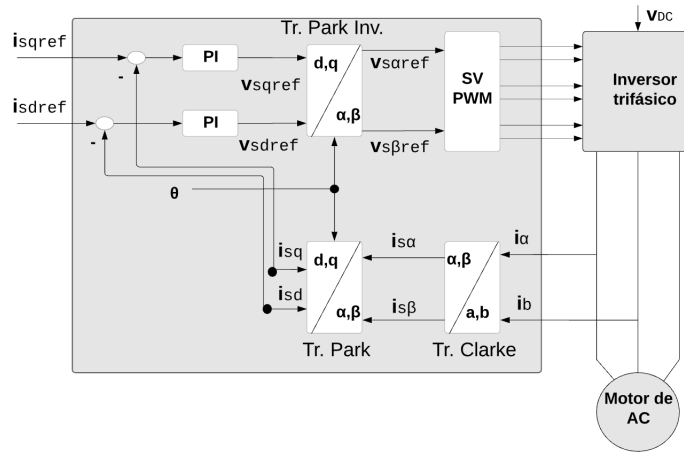 Tr. Park Inv.
vDC
isqref
PI
d,q
vsαref
SV
PWM
Inversor
trifásico
-
vsqref
isdref
PI
α,β
-
vsdref
vsβref
θ
isq
d,q
isα
α,β
iα
isd
α,β
isβ
a,b
ib
Tr. Park
Tr. Clarke
Motor de
AC